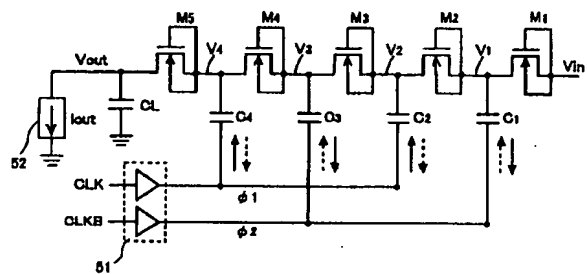 M5 M4 M3 M2 M1
Vout V4 V3 V2 V1 Vin
Iout CL C4 C3 C2 C1
52
CLK φ1
CLKB φ2
51